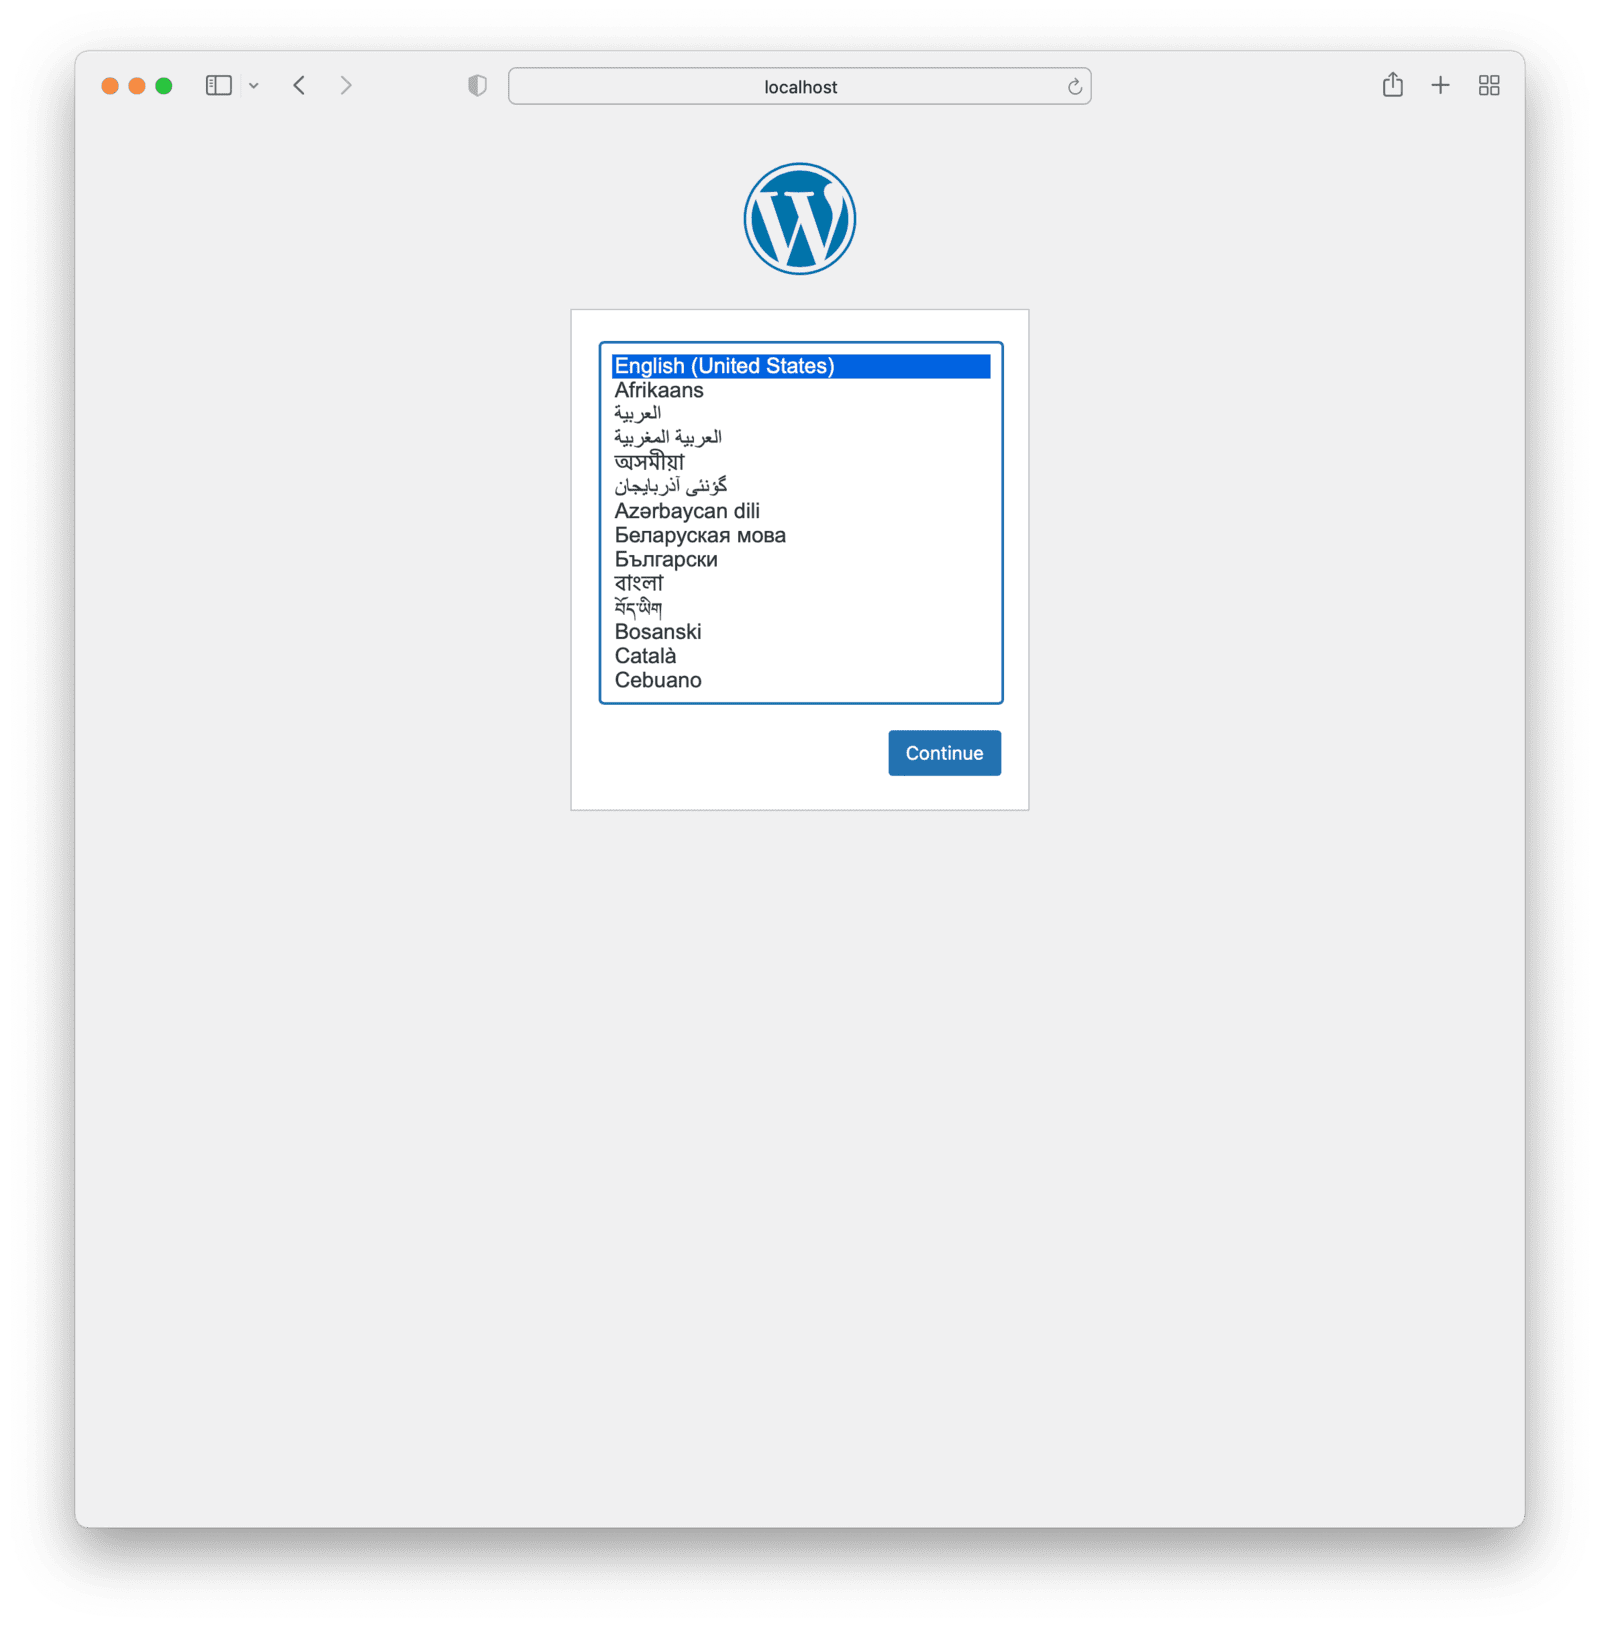 localhost
English (United States)
Afrikaans
العربية
العربية المغربية
অসমীয়া
گؤنئی آذربایجان
Azərbaycan dili
Беларуская мова
Български
বাংলা
བོད་ཡིག
Bosanski
Català
Cebuano
Continue